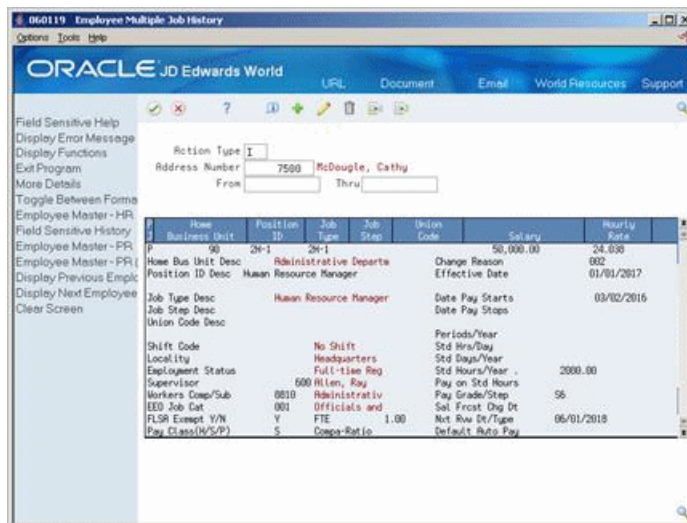 060119 Employee Multiple Job History
Options Tools Help
ORACLE JD Edwards World
URL Document Email World Resources Support
Field Sensitive Help
Display Error Message
Display Functions
Exit Program
More Details
Toggle Between Forma
Employee Master - HR
Field Sensitive History
Employee Master - PR
Employee Master - PR (
Display Previous Emplo
Display Next Employee
Clear Screen
Action Type I
Address Number 7500 McDougle, Cathy
From Thru
P Home Position Job Job Union Hourly
J Business Unit ID Type Step Code Salary Rate
P 90 2H-1 2H-1 50,000.00 24.038
Home Bus Unit Desc Administrative Departe Change Reason 002
Position ID Desc Human Resource Manager Effective Date 01/01/2017
Job Type Desc Human Resource Manager Date Pay Starts 03/02/2016
Job Step Desc Date Pay Stops
Union Code Desc
Periods/Year
Shift Code No Shift Std Hrs/Day
Locality Headquarters Std Days/Year
Employment Status Full-time Reg Std Hours/Year . 2080.00
Supervisor 600 Allen, Ray Pay on Std Hours
Workers Comp/Sub 8810 Administrativ Pay Grade/Step S6
EEO Job Cat 001 Officials and Sal Frcst Chg Dt
FLSA Exempt Y/N Y FTE 1.00 Nxt Rvw Dt/Type 06/01/2018
Pay Class(H/S/P) S Compa-Ratio Default Auto Pay